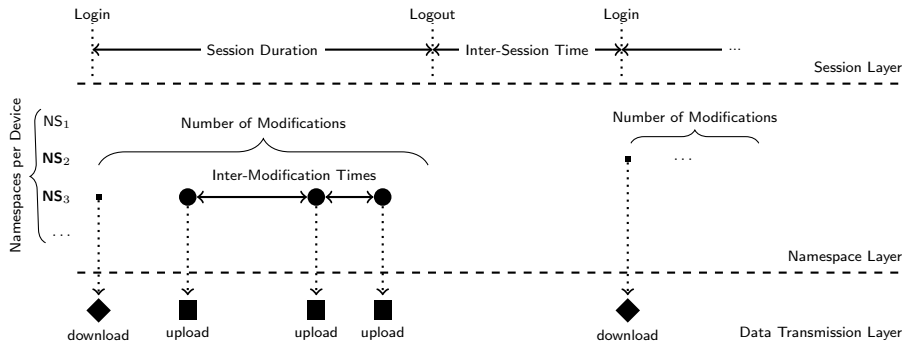 Login Logout Login
Session Duration Inter-Session Time ...
Session Layer
Namespaces per Device
NS1
Number of Modifications Number of Modifications
NS2 ...
Inter-Modification Times
NS3
...
Namespace Layer
download upload upload upload download
Data Transmission Layer